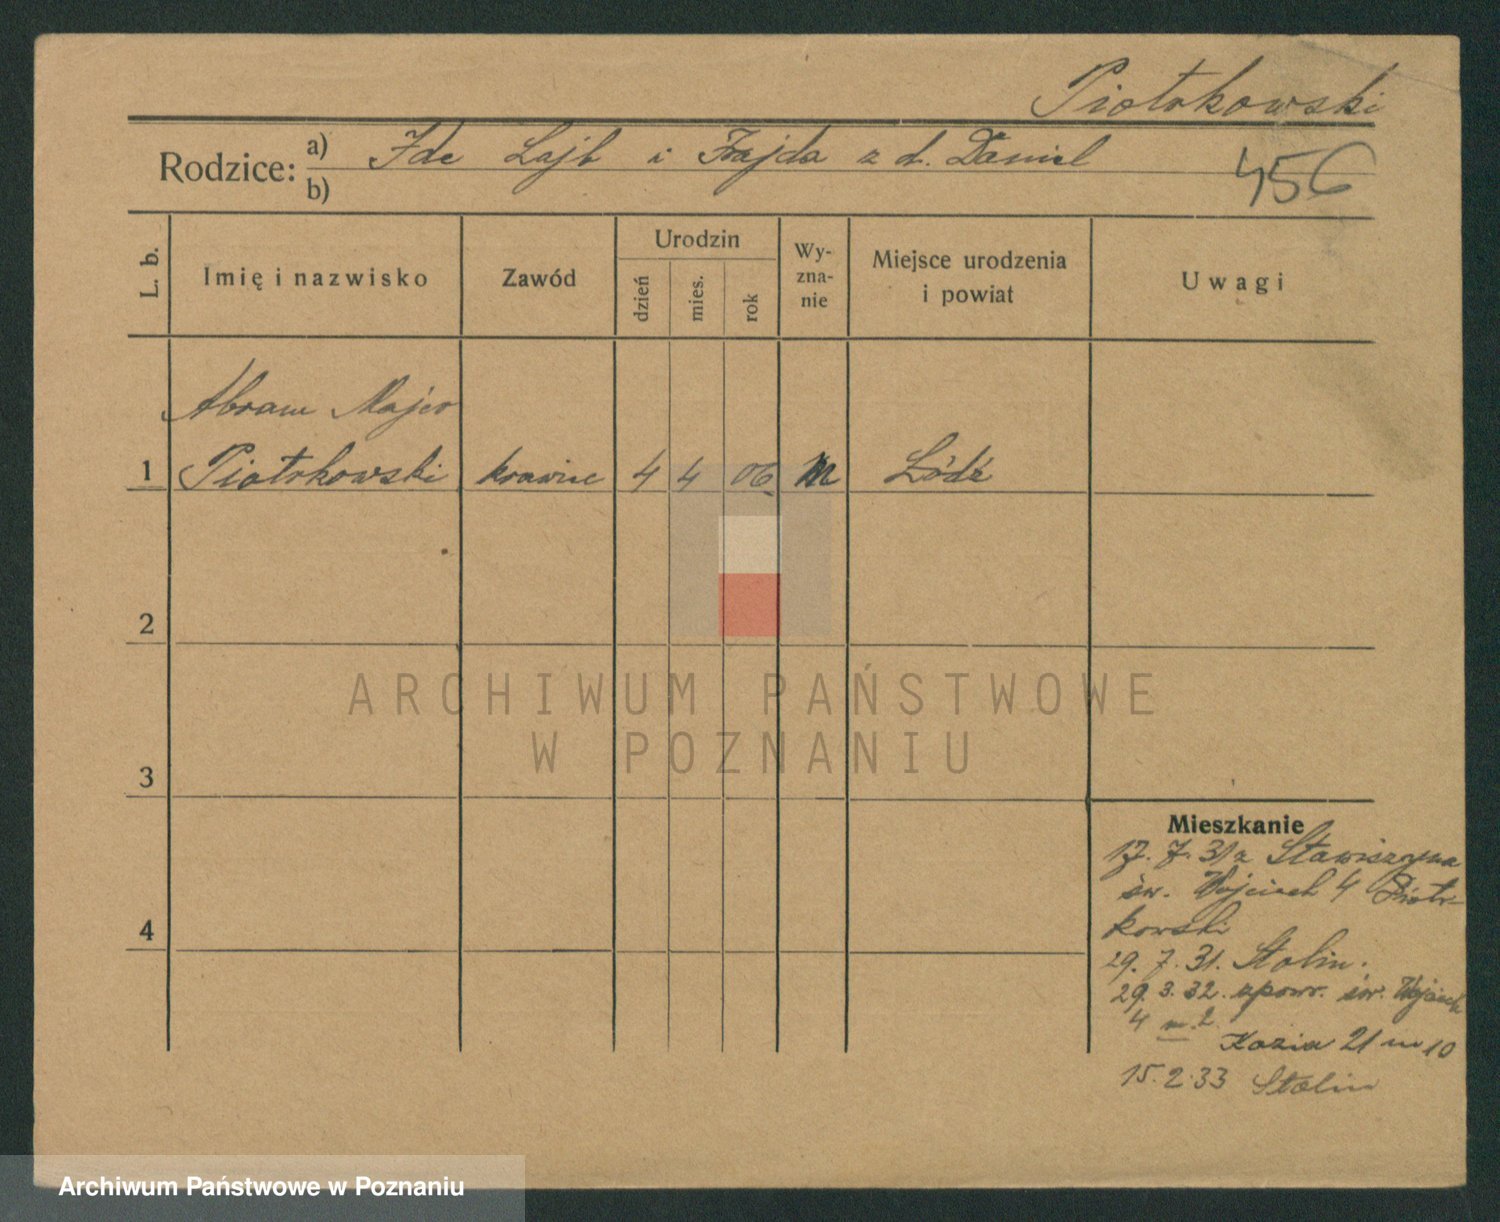 Piotrkowski
Rodzice: a) Ide Lajb i Frajda z d. Daniel
b)
456
L. b.
Imię i nazwisko
Zawód
Urodzin
dzień
mies.
rok
Wy-
zna-
nie
Miejsce urodzenia
i powiat
Uwagi
Abram Majer
1 Piotrkowski krawiec 4 4 06 M Łódź
2
3
4
Mieszkanie
17. 7. 31 z Stawiszyna
św. Wojciech 4 Piotr-
kowski
29. 7. 31. Stolin.
29. 3. 32. z powr. św. Wojciech
4 m. 2.
Kozia 21 m 10
15. 2. 33 Stolin
ARCHIWUM PAŃSTWOWE
W POZNANIU
Archiwum Państwowe w Poznaniu